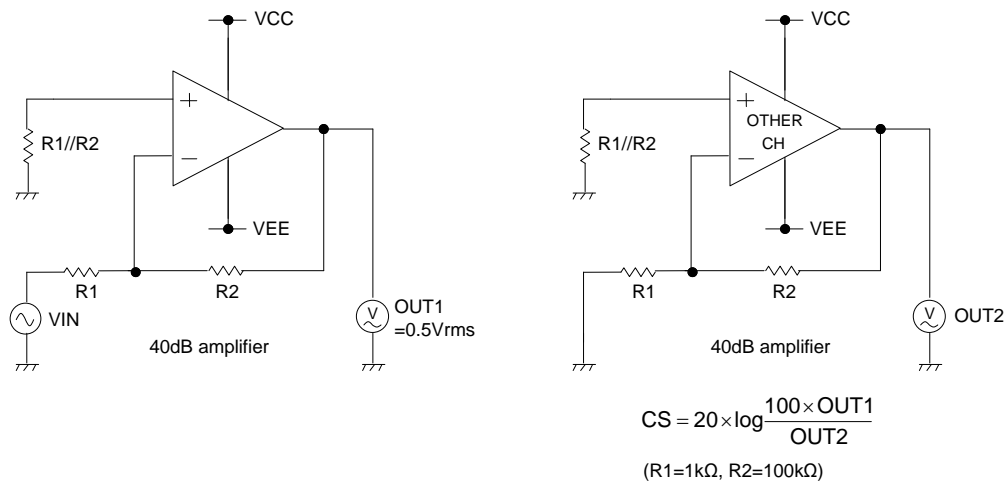 VCC
+
R1//R2
−
VEE
R1
R2
VIN
V
OUT1
=0.5Vrms
40dB amplifier
VCC
+
OTHER
CH
R1//R2
−
VEE
R1
R2
V
OUT2
40dB amplifier
CS = 20 × log 100 × OUT1 / OUT2
(R1=1kΩ, R2=100kΩ)